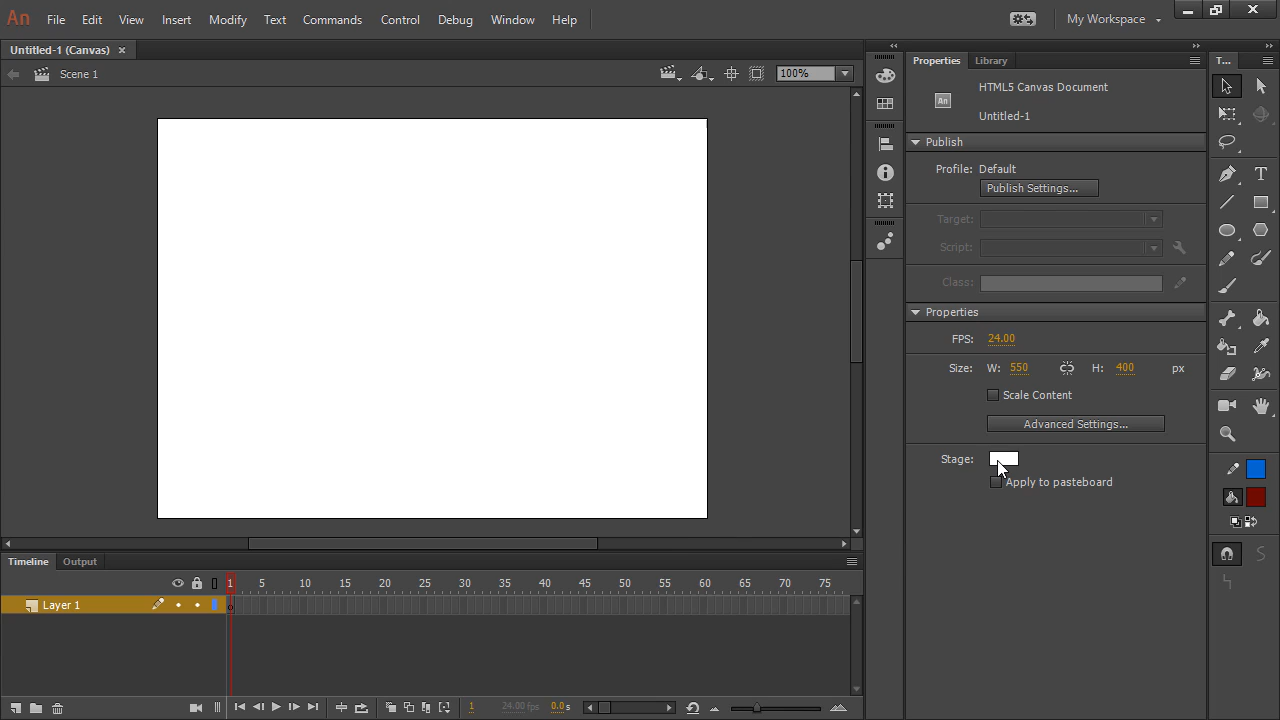 An File Edit View Insert Modify Text Commands Control Debug Window Help My Workspace
Untitled-1 (Canvas) ×
Scene 1 100%
Properties Library T...
HTML5 Canvas Document
An
Untitled-1
Publish
Profile: Default
Publish Settings...
Target:
Script:
Class:
Properties
FPS: 24.00
Size: W: 550 H: 400 px
Scale Content
Advanced Settings...
Stage:
Apply to pasteboard
Timeline Output
1 5 10 15 20 25 30 35 40 45 50 55 60 65 70 75
Layer 1
1 24.00 fps 0.0 s